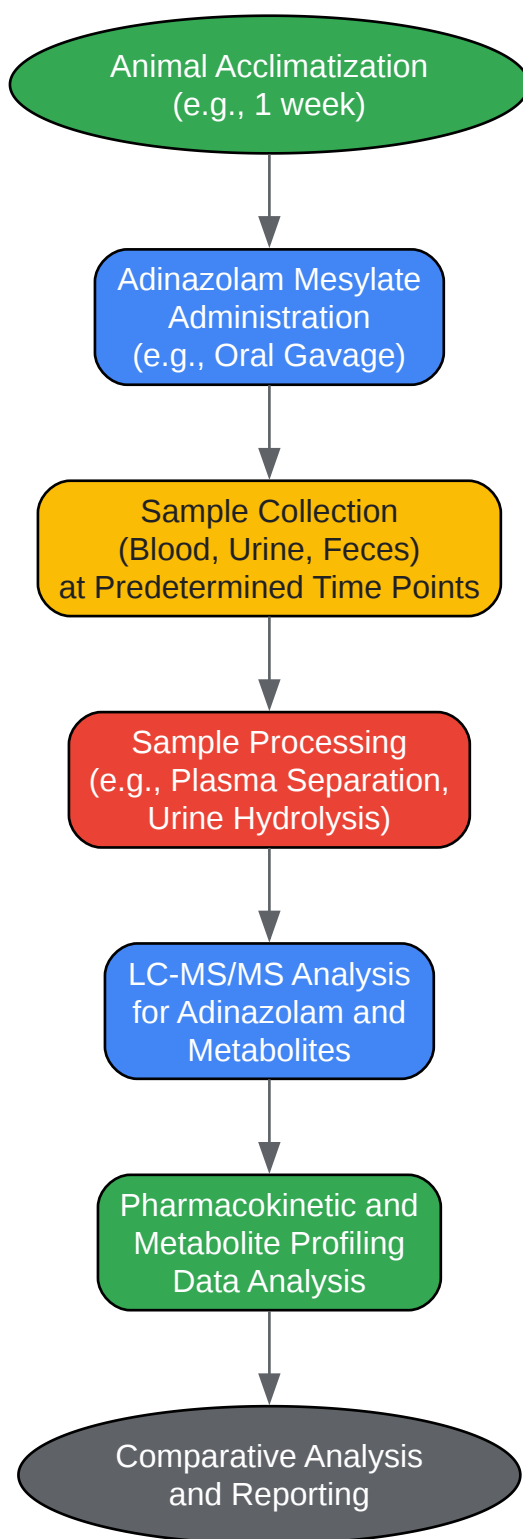 Animal Acclimatization
(e.g., 1 week)
Adinazolam Mesylate
Administration
(e.g., Oral Gavage)
Sample Collection
(Blood, Urine, Feces)
at Predetermined Time Points
Sample Processing
(e.g., Plasma Separation,
Urine Hydrolysis)
LC-MS/MS Analysis
for Adinazolam and
Metabolites
Pharmacokinetic and
Metabolite Profiling
Data Analysis
Comparative Analysis
and Reporting